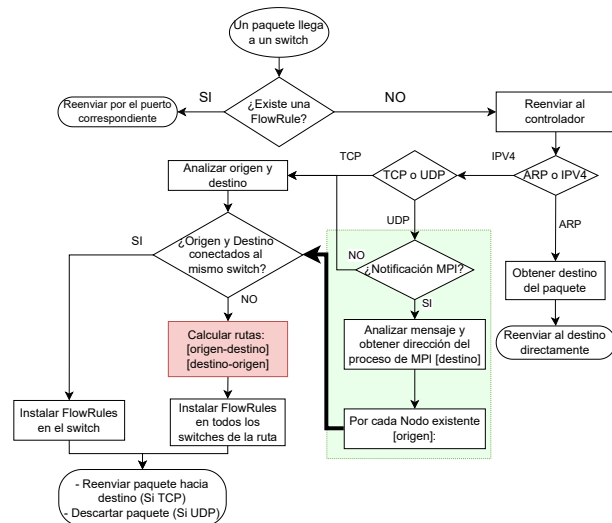 Un paquete llega
a un switch
¿Existe una
FlowRule?
SI
NO
Reenviar por el puerto
correspondiente
Reenviar al
controlador
ARP o IPV4
IPV4
ARP
TCP o UDP
TCP
UDP
Analizar origen y
destino
¿Origen y Destino
conectados al
mismo switch?
SI
NO
¿Notificación MPI?
NO
SI
Obtener destino
del paquete
Reenviar al destino
directamente
Calcular rutas:
[origen-destino]
[destino-origen]
Analizar mensaje y
obtener dirección del
proceso de MPI [destino]
Instalar FlowRules
en el switch
Instalar FlowRules
en todos los
switches de la ruta
Por cada Nodo existente
[origen]:
- Reenviar paquete hacia
destino (Si TCP)
- Descartar paquete (Si UDP)